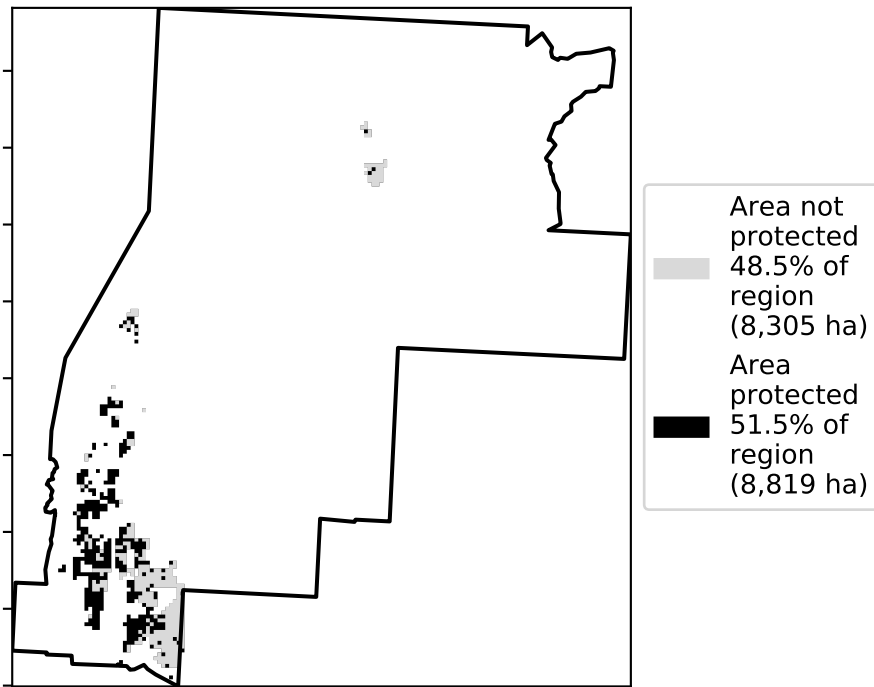 Area not
protected
48.5% of
region
(8,305 ha)
Area
protected
51.5% of
region
(8,819 ha)